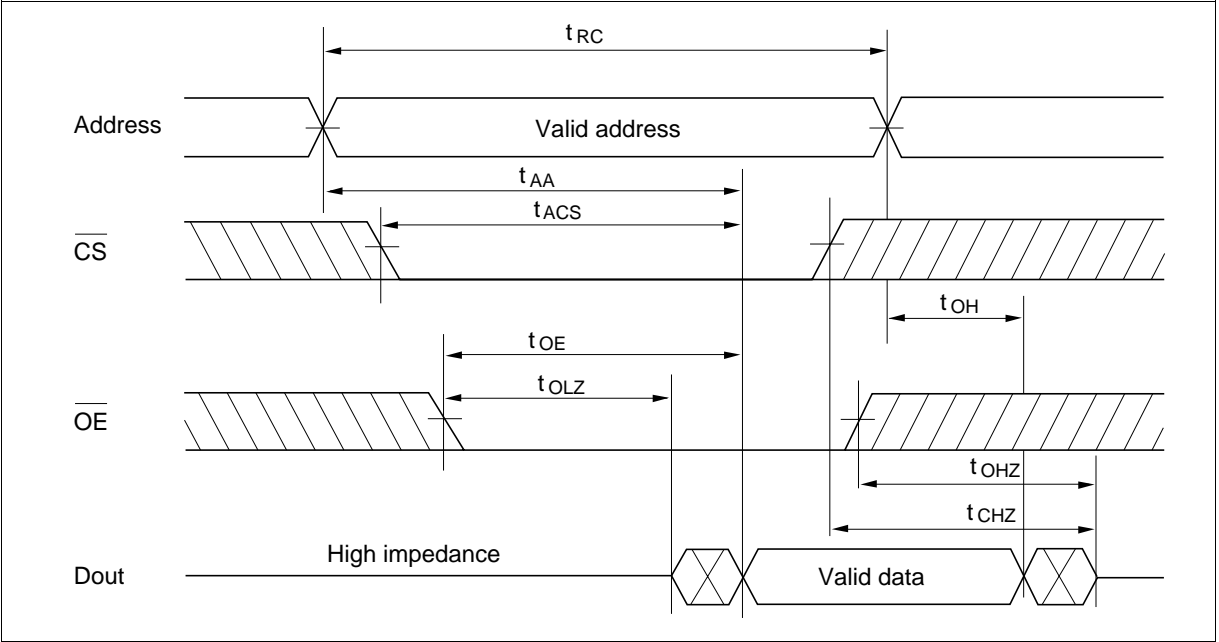 tRC
Address
Valid address
tAA
tACS
CS
tOH
tOE
tOLZ
OE
tOHZ
tCHZ
High impedance
Dout
Valid data